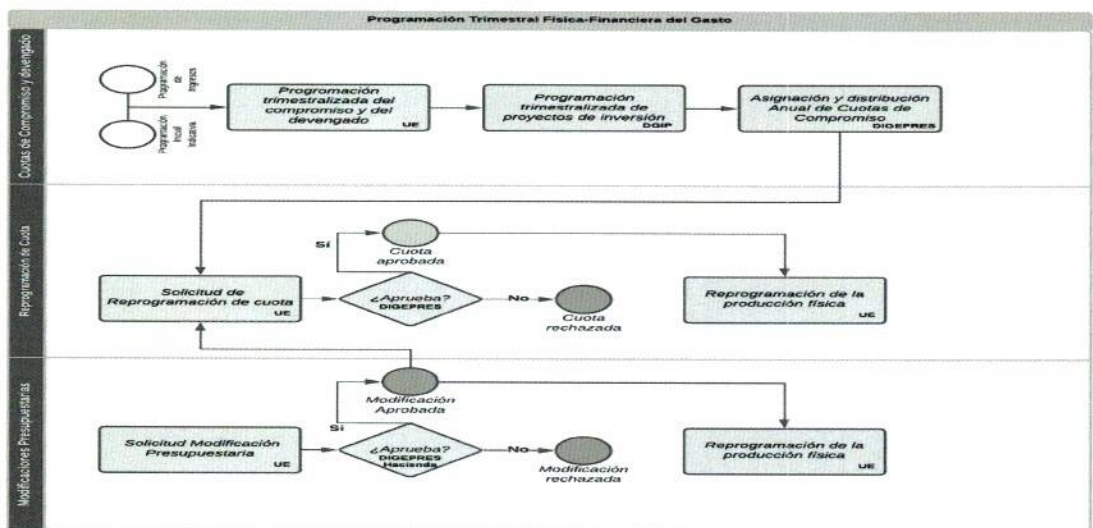 Programación Trimestral Física-Financiera del Gasto
Cuotas de Compromiso y devengado
Programación
de
Ingresos
Programación
Inicial
Indicativa
Progromación
trimestralizada del
compromiso y del
devengado
UE
Programación
trimestralizada de
proyectos de inversión
DGIP
Asignación y distribución
Anual de Cuotas de
Compromiso
DIGEPRES
Reprogramación de Cuota
Solicitud de
Reprogramación de cuota
UE
Sí
Cuota
aprobada
¿Aprueba?
DIGEPRES
No
Cuota
rechazada
Reprogramación de la
producción física
UE
Modificaciones Presupuestarias
Solicitud Modificación
Presupuestaria
UE
Sí
Modificación
Aprobada
¿Aprueba?
DIGEPRES
Hacienda
No
Modificación
rechazada
Reprogramación de la
producción física
UE